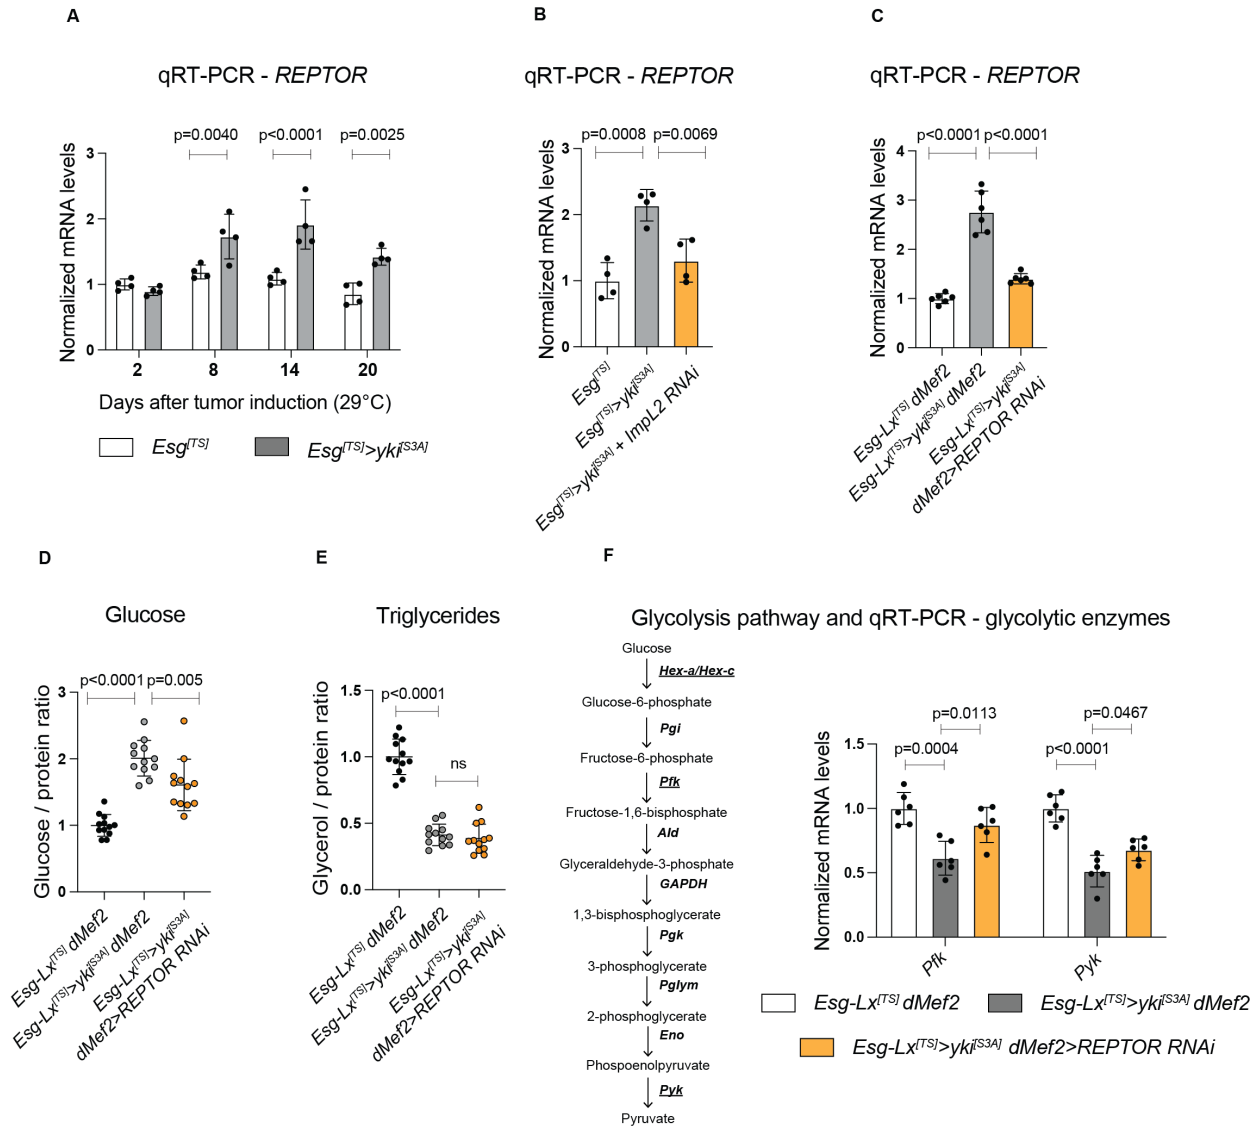 A
B
C
qRT-PCR - REPTOR
qRT-PCR - REPTOR
qRT-PCR - REPTOR
p=0.0040
p<0.0001
p=0.0025
Normalized mRNA levels
3
2
1
0
2
8
14
20
Days after tumor induction (29°C)
Esg[TS]
Esg[TS]>yki[S3A]
p=0.0008
p=0.0069
Normalized mRNA levels
3
2
1
0
Esg[TS]
Esg[TS]>yki[S3A]
Esg[TS]>yki[S3A] + ImpL2 RNAi
p<0.0001
p<0.0001
Normalized mRNA levels
4
3
2
1
0
Esg-Lx[TS] dMef2
Esg-Lx[TS]>yki[S3A] dMef2
Esg-Lx[TS]>yki[S3A]
dMef2>REPTOR RNAi
D
E
F
Glucose
p<0.0001
p=0.005
Glucose / protein ratio
3
2
1
0
Esg-Lx[TS] dMef2
Esg-Lx[TS]>yki[S3A] dMef2
Esg-Lx[TS]>yki[S3A]
dMef2>REPTOR RNAi
Triglycerides
p<0.0001
ns
Glycerol / protein ratio
1.5
1.0
0.5
0.0
Esg-Lx[TS] dMef2
Esg-Lx[TS]>yki[S3A] dMef2
Esg-Lx[TS]>yki[S3A]
dMef2>REPTOR RNAi
Glycolysis pathway and qRT-PCR - glycolytic enzymes
Glucose
Hex-a/Hex-c
Glucose-6-phosphate
Pgi
Fructose-6-phosphate
Pfk
Fructose-1,6-bisphosphate
Ald
Glyceraldehyde-3-phosphate
GAPDH
1,3-bisphosphoglycerate
Pgk
3-phosphoglycerate
Pglym
2-phosphoglycerate
Eno
Phospoenolpyruvate
Pyk
Pyruvate
p=0.0113
p=0.0467
p=0.0004
p<0.0001
Normalized mRNA levels
1.5
1.0
0.5
0.0
Pfk
Pyk
Esg-Lx[TS] dMef2
Esg-Lx[TS]>yki[S3A] dMef2
Esg-Lx[TS]>yki[S3A] dMef2>REPTOR RNAi